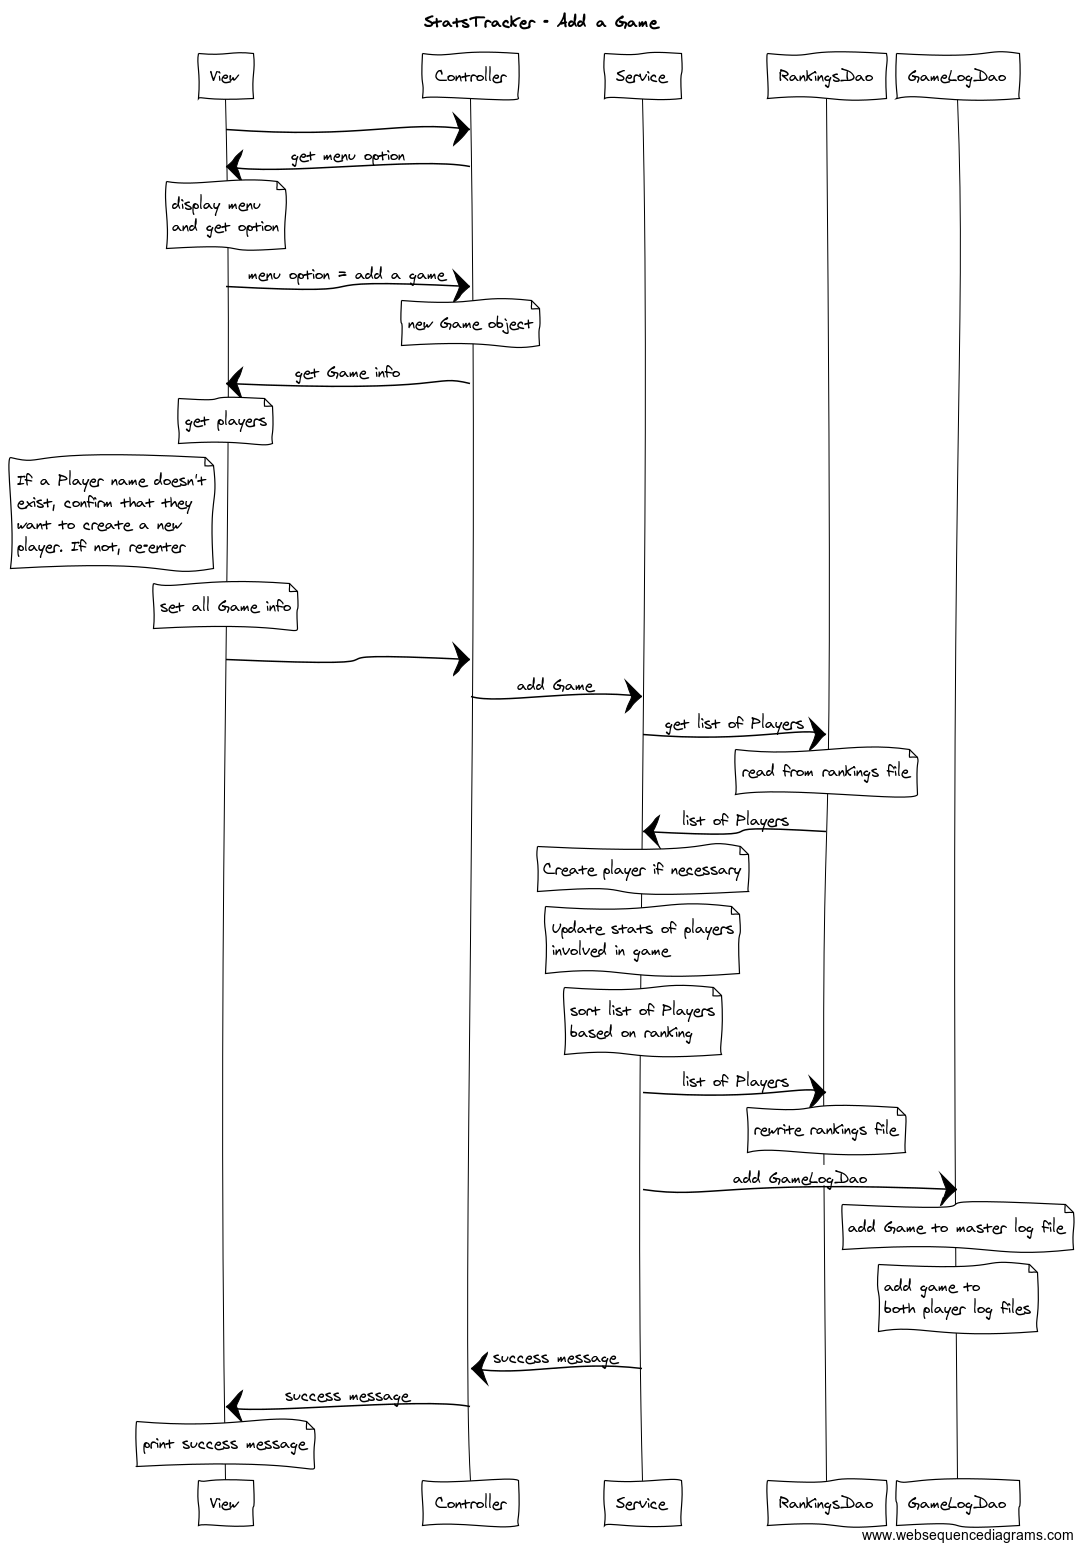 StatsTracker - Add a Game
View
Controller
Service
RankingsDao
GameLogDao
get menu option
display menu
and get option
menu option = add a game
new Game object
get Game info
get players
If a Player name doesn't
exist, confirm that they
want to create a new
player. If not, re-enter
set all Game info
add Game
get list of Players
read from rankings file
list of Players
Create player if necessary
Update stats of players
involved in game
sort list of Players
based on ranking
list of Players
rewrite rankings file
add GameLogDao
add Game to master log file
add game to
both player log files
success message
success message
print success message
View
Controller
Service
RankingsDao
GameLogDao
www.websequencediagrams.com